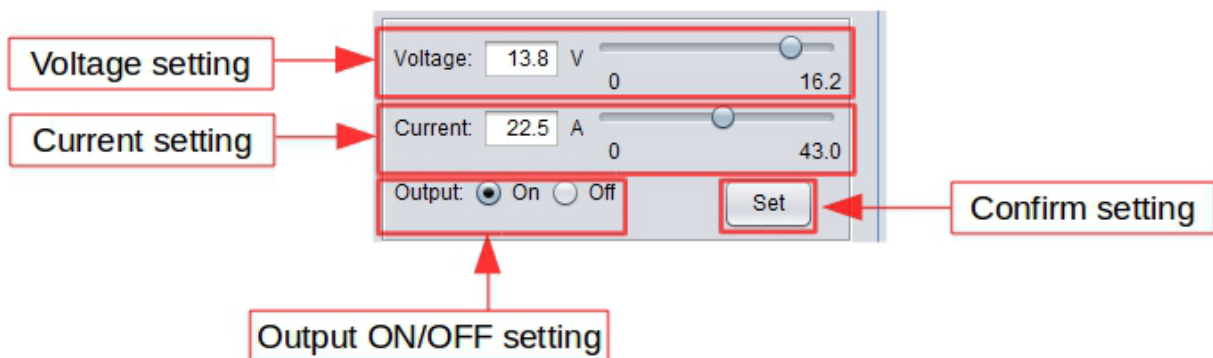 Voltage setting
Voltage: 13.8 V
0 16.2
Current setting
Current: 22.5 A
0 43.0
Output: On Off
Set
Confirm setting
Output ON/OFF setting